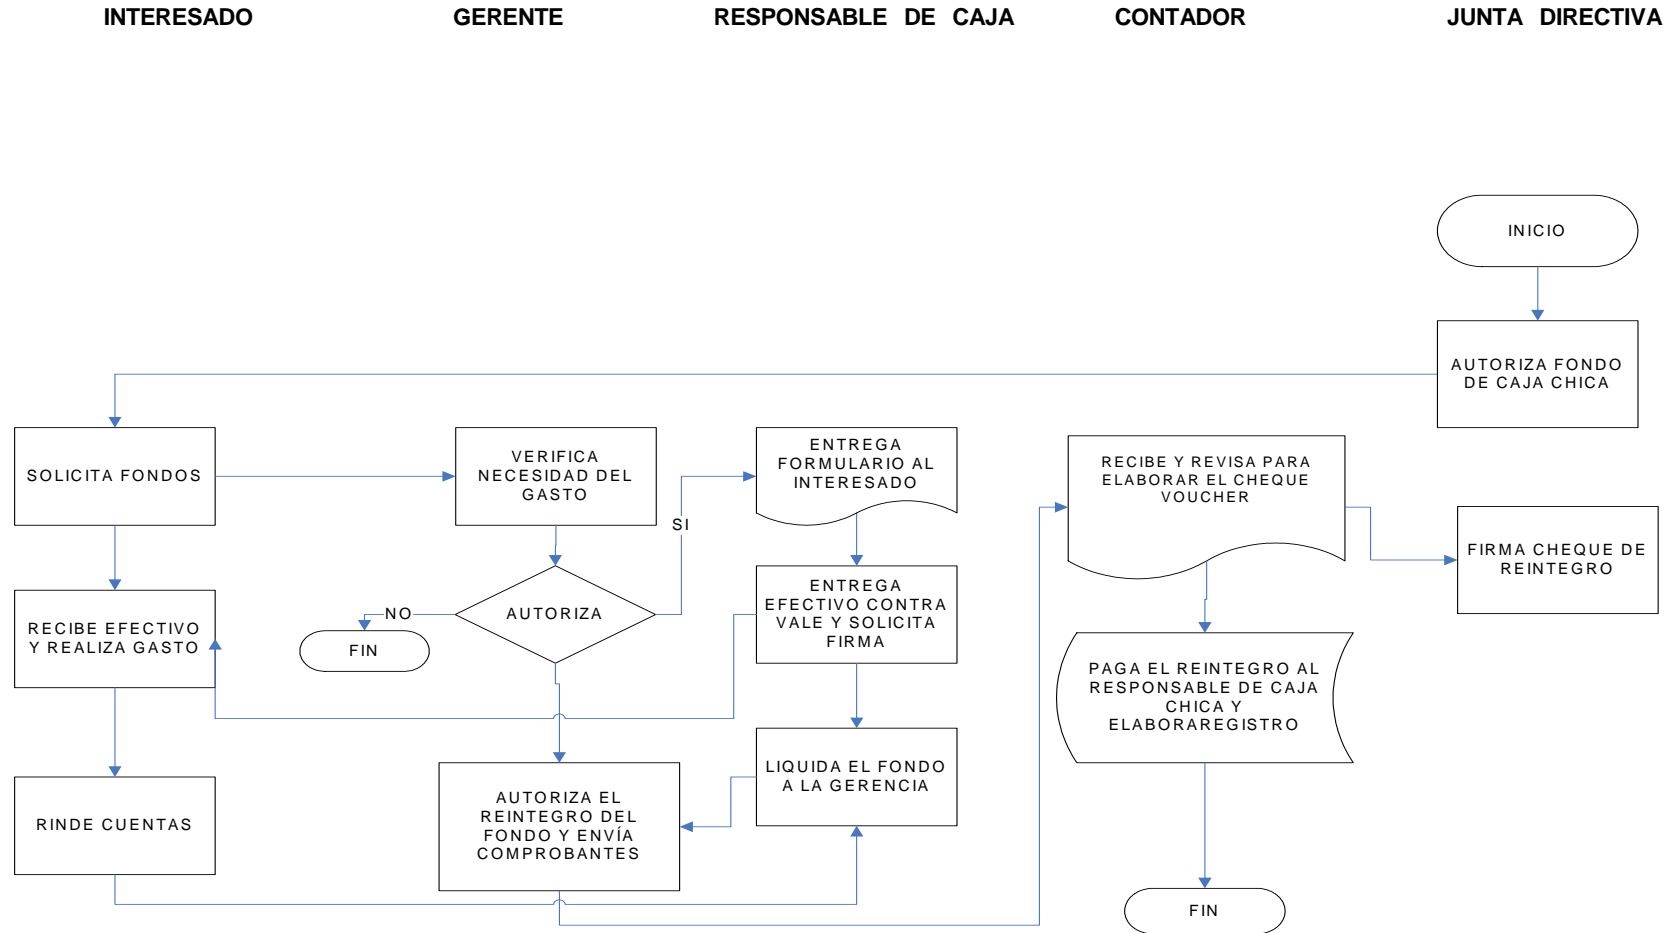 INTERESADO
GERENTE
RESPONSABLE DE CAJA
CONTADOR
JUNTA DIRECTIVA
INICIO
AUTORIZA FONDO
DE CAJA CHICA
SOLICITA FONDOS
VERIFICA
NECESIDAD DEL
GASTO
ENTREGA
FORMULARIO AL
INTERESADO
RECIBE Y REVISA PARA
ELABORAR EL CHEQUE
VOUCHER
SI
FIRMA CHEQUE DE
REINTEGRO
RECIBE EFECTIVO
Y REALIZA GASTO
NO
FIN
AUTORIZA
ENTREGA
EFECTIVO CONTRA
VALE Y SOLICITA
FIRMA
PAGA EL REINTEGRO AL
RESPONSABLE DE CAJA
CHICA Y
ELABORAREGISTRO
RINDE CUENTAS
AUTORIZA EL
REINTEGRO DEL
FONDO Y ENVÍA
COMPROBANTES
LIQUIDA EL FONDO
A LA GERENCIA
FIN